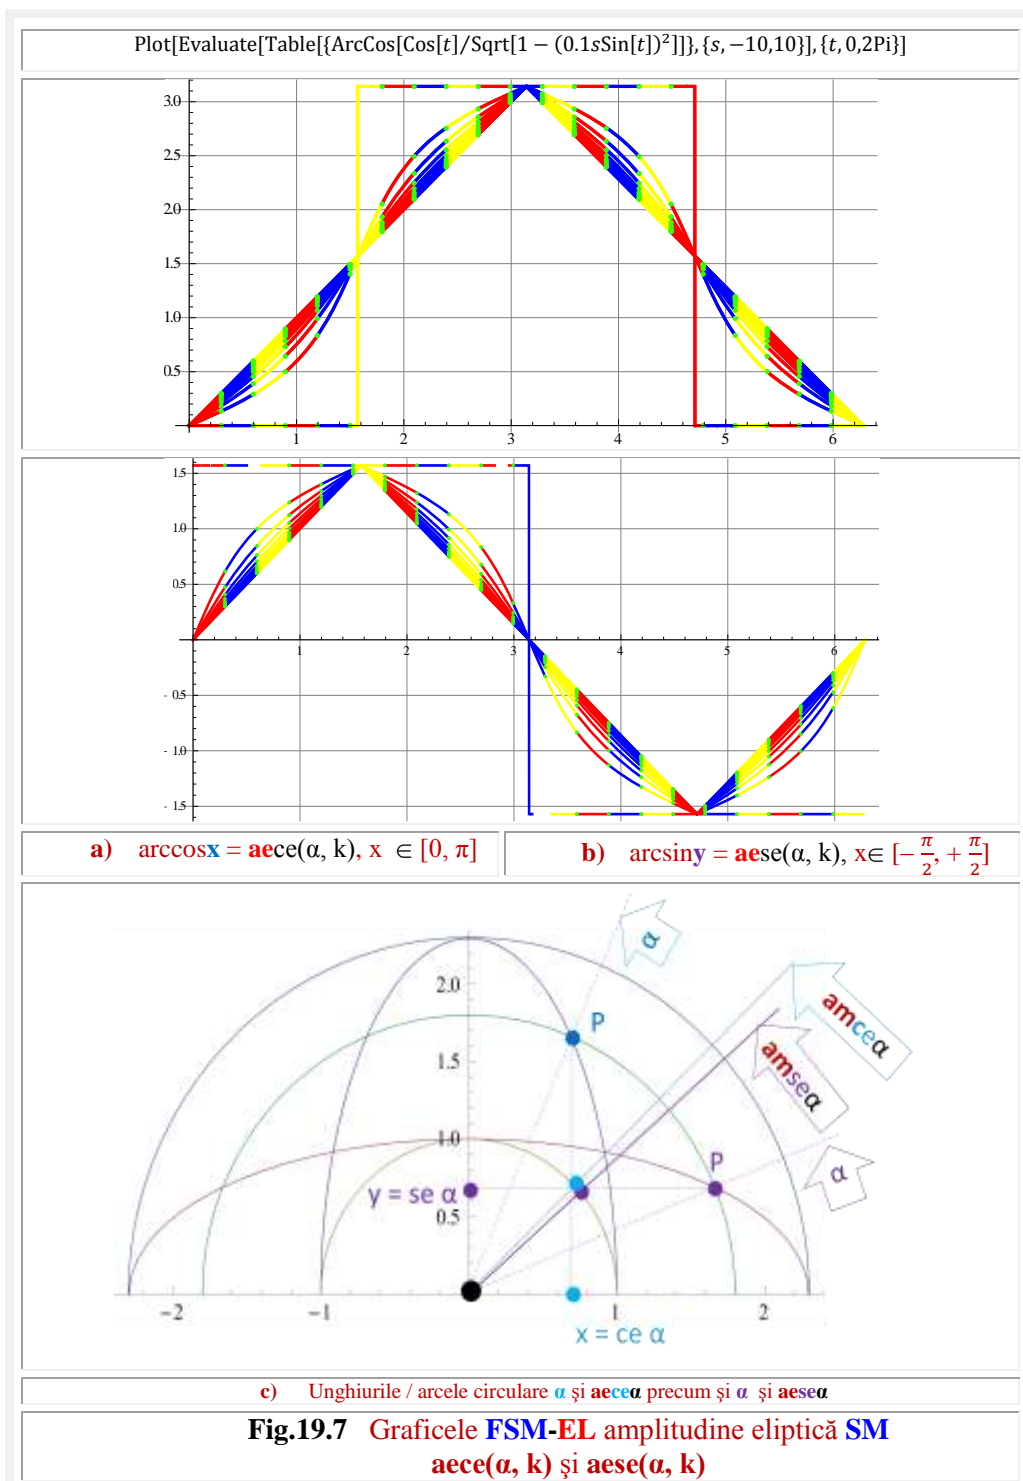 Plot[Evaluate[Table[{ArcCos[Cos[t]/Sqrt[1 − (0.1sSin[t])²]]}, {s, −10,10}], {t, 0,2Pi}]
3.0
2.5
2.0
1.5
1.0
0.5
1 2 3 4 5 6
1.5
1.0
0.5
1 2 3 4 5 6
- 0.5
- 1.0
- 1.5
a) arccosx = aece(α, k), x ∈ [0, π]
b) arcsiny = aese(α, k), x∈ [− π/2, + π/2]
α
amceα
amseα
α
2.0
P
1.5
1.0
P
y = se α
0.5
−2 −1 1 2
x = ce α
c) Unghiurile / arcele circulare α și aeceα precum și α și aeseα
Fig.19.7 Graficele FSM-EL amplitudine eliptică SM
aece(α, k) și aese(α, k)